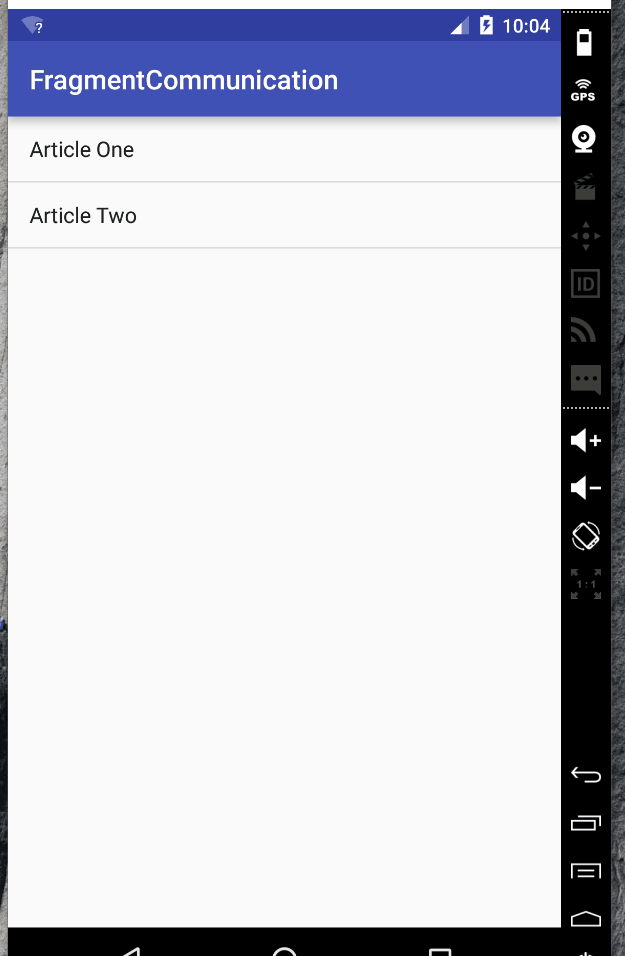 ?
10:04
FragmentCommunication
Article One
Article Two
GPS
ID
1:1